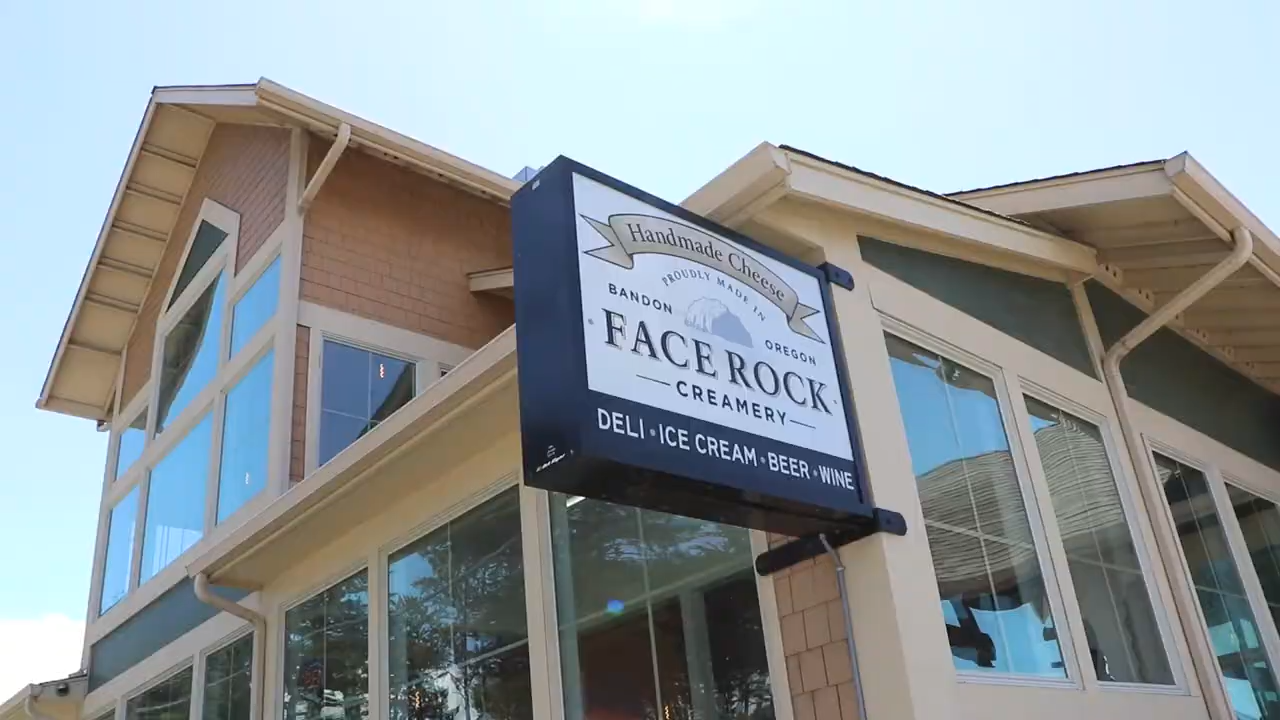 Handmade Cheese
PROUDLY MADE IN
BANDON OREGON
FACE ROCK
CREAMERY
DELI • ICE CREAM • BEER • WINE